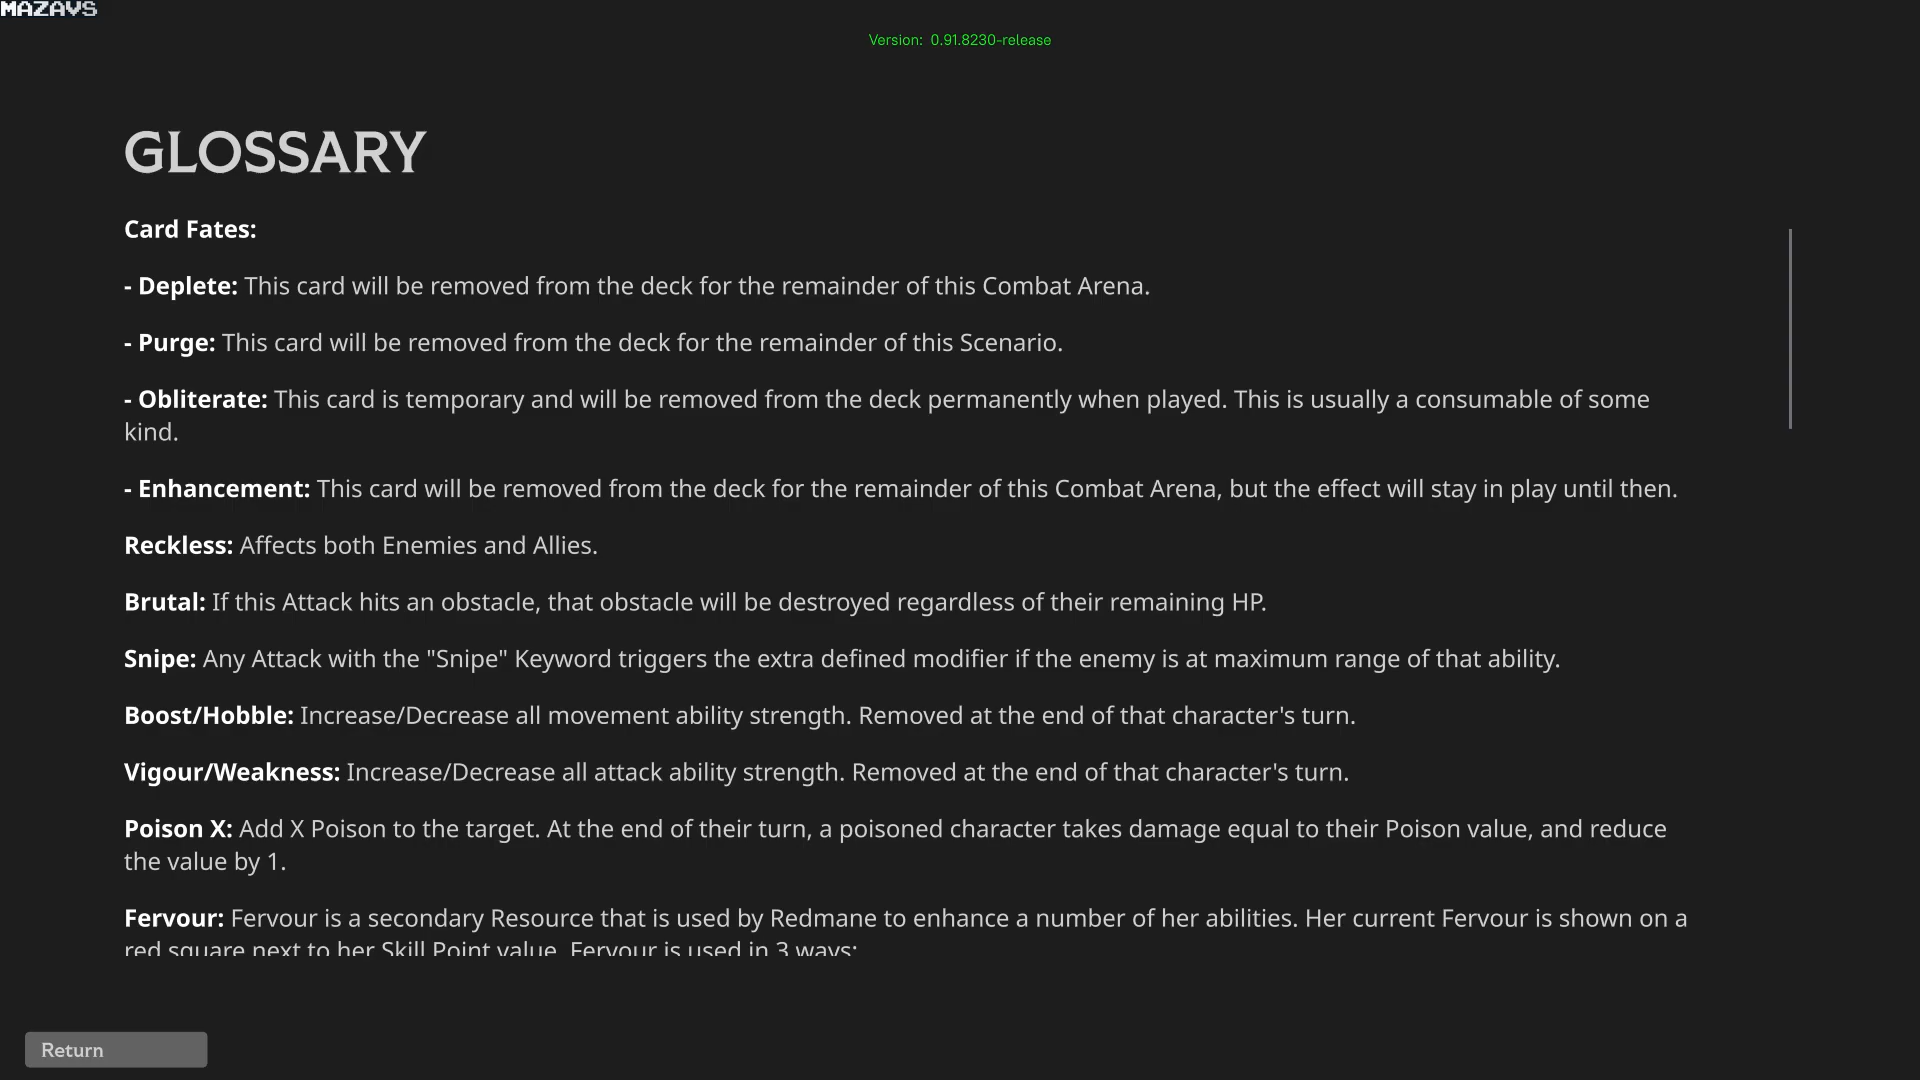 MAZAVS
Version: 0.91.8230-release
GLOSSARY
Card Fates:
- Deplete: This card will be removed from the deck for the remainder of this Combat Arena.
- Purge: This card will be removed from the deck for the remainder of this Scenario.
- Obliterate: This card is temporary and will be removed from the deck permanently when played. This is usually a consumable of some
kind.
- Enhancement: This card will be removed from the deck for the remainder of this Combat Arena, but the effect will stay in play until then.
Reckless: Affects both Enemies and Allies.
Brutal: If this Attack hits an obstacle, that obstacle will be destroyed regardless of their remaining HP.
Snipe: Any Attack with the "Snipe" Keyword triggers the extra defined modifier if the enemy is at maximum range of that ability.
Boost/Hobble: Increase/Decrease all movement ability strength. Removed at the end of that character's turn.
Vigour/Weakness: Increase/Decrease all attack ability strength. Removed at the end of that character's turn.
Poison X: Add X Poison to the target. At the end of their turn, a poisoned character takes damage equal to their Poison value, and reduce
the value by 1.
Fervour: Fervour is a secondary Resource that is used by Redmane to enhance a number of her abilities. Her current Fervour is shown on a
red square next to her Skill Point value. Fervour is used in 3 ways:
Return